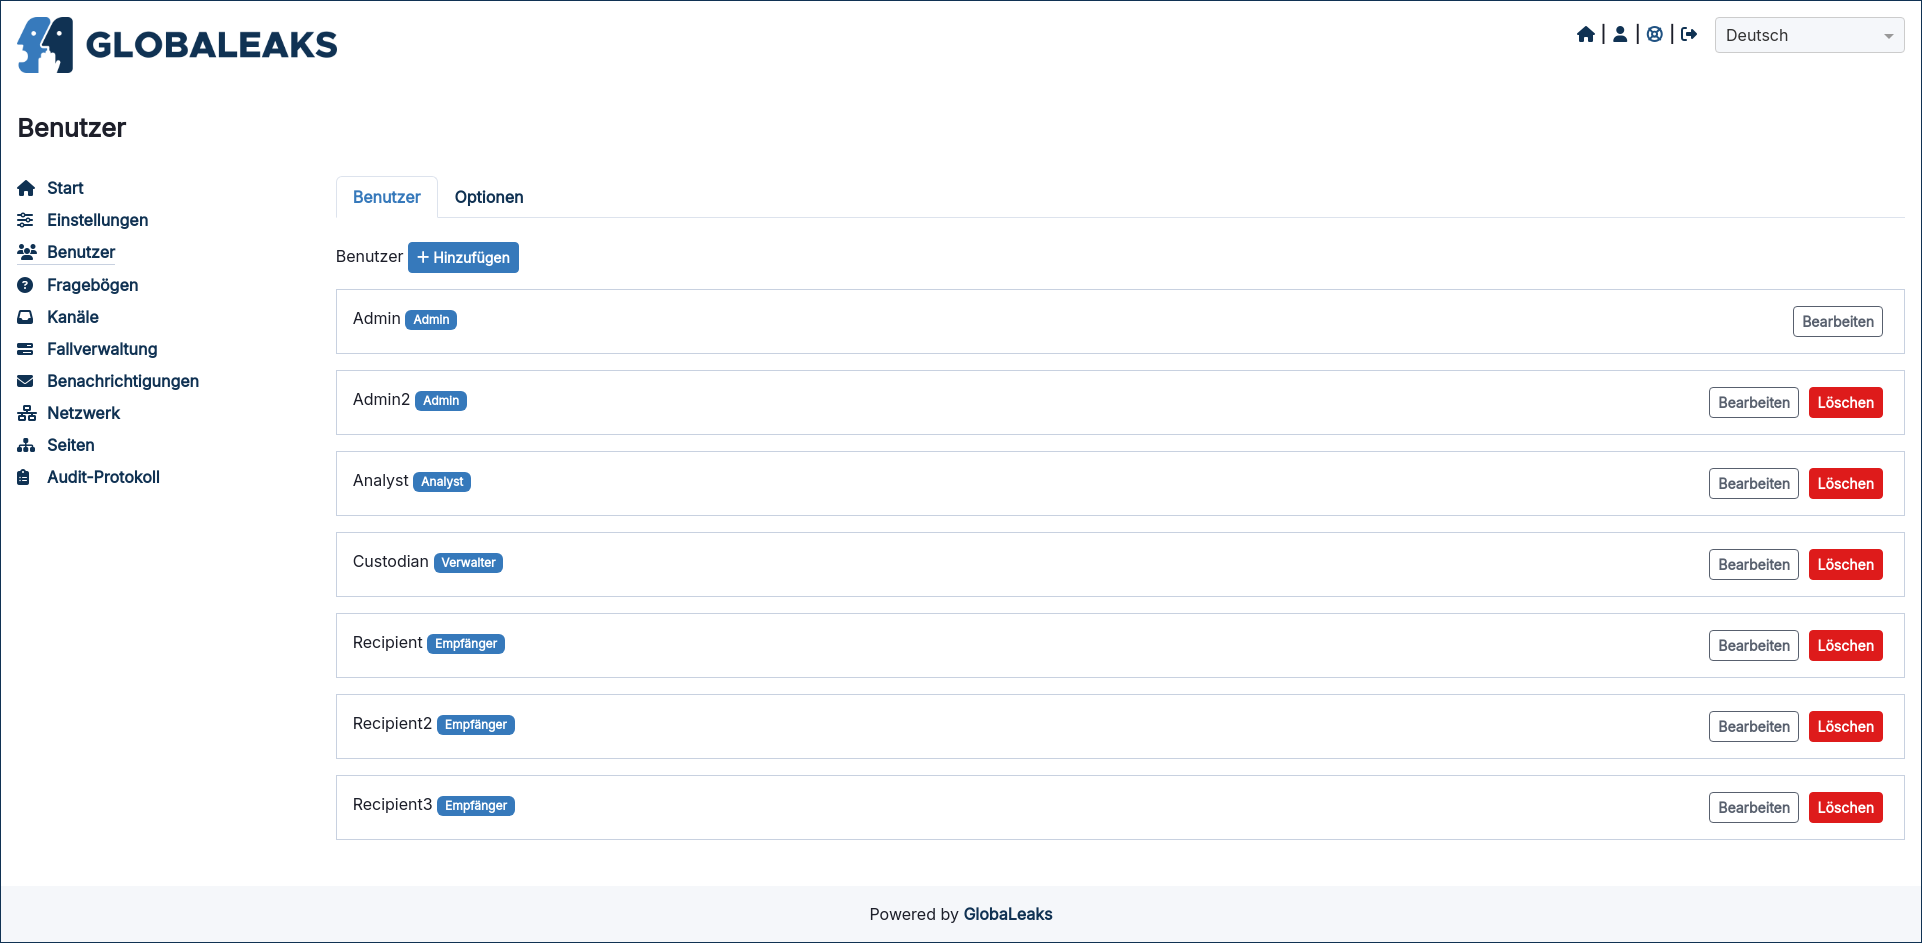 GLOBALEAKS
Deutsch
Benutzer
Start
Einstellungen
Benutzer
Fragebögen
Kanäle
Fallverwaltung
Benachrichtigungen
Netzwerk
Seiten
Audit-Protokoll
Benutzer Optionen
Benutzer Hinzufügen
Admin Admin Bearbeiten
Admin2 Admin Bearbeiten Löschen
Analyst Analyst Bearbeiten Löschen
Custodian Verwalter Bearbeiten Löschen
Recipient Empfänger Bearbeiten Löschen
Recipient2 Empfänger Bearbeiten Löschen
Recipient3 Empfänger Bearbeiten Löschen
Powered by GlobaLeaks